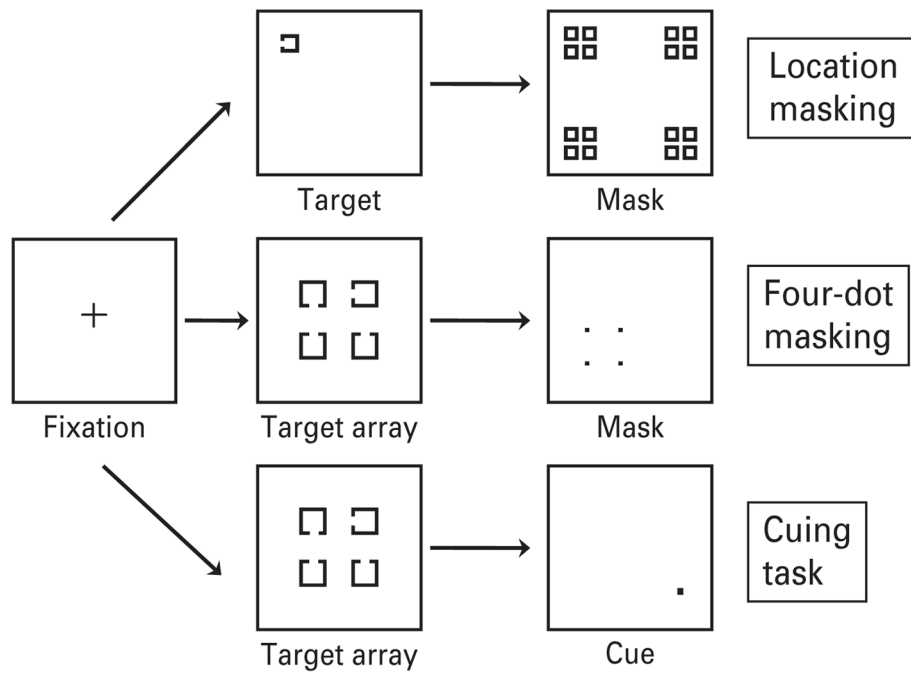 Target
Mask
Location
masking
Fixation
Target array
Mask
Four-dot
masking
Target array
Cue
Cuing
task